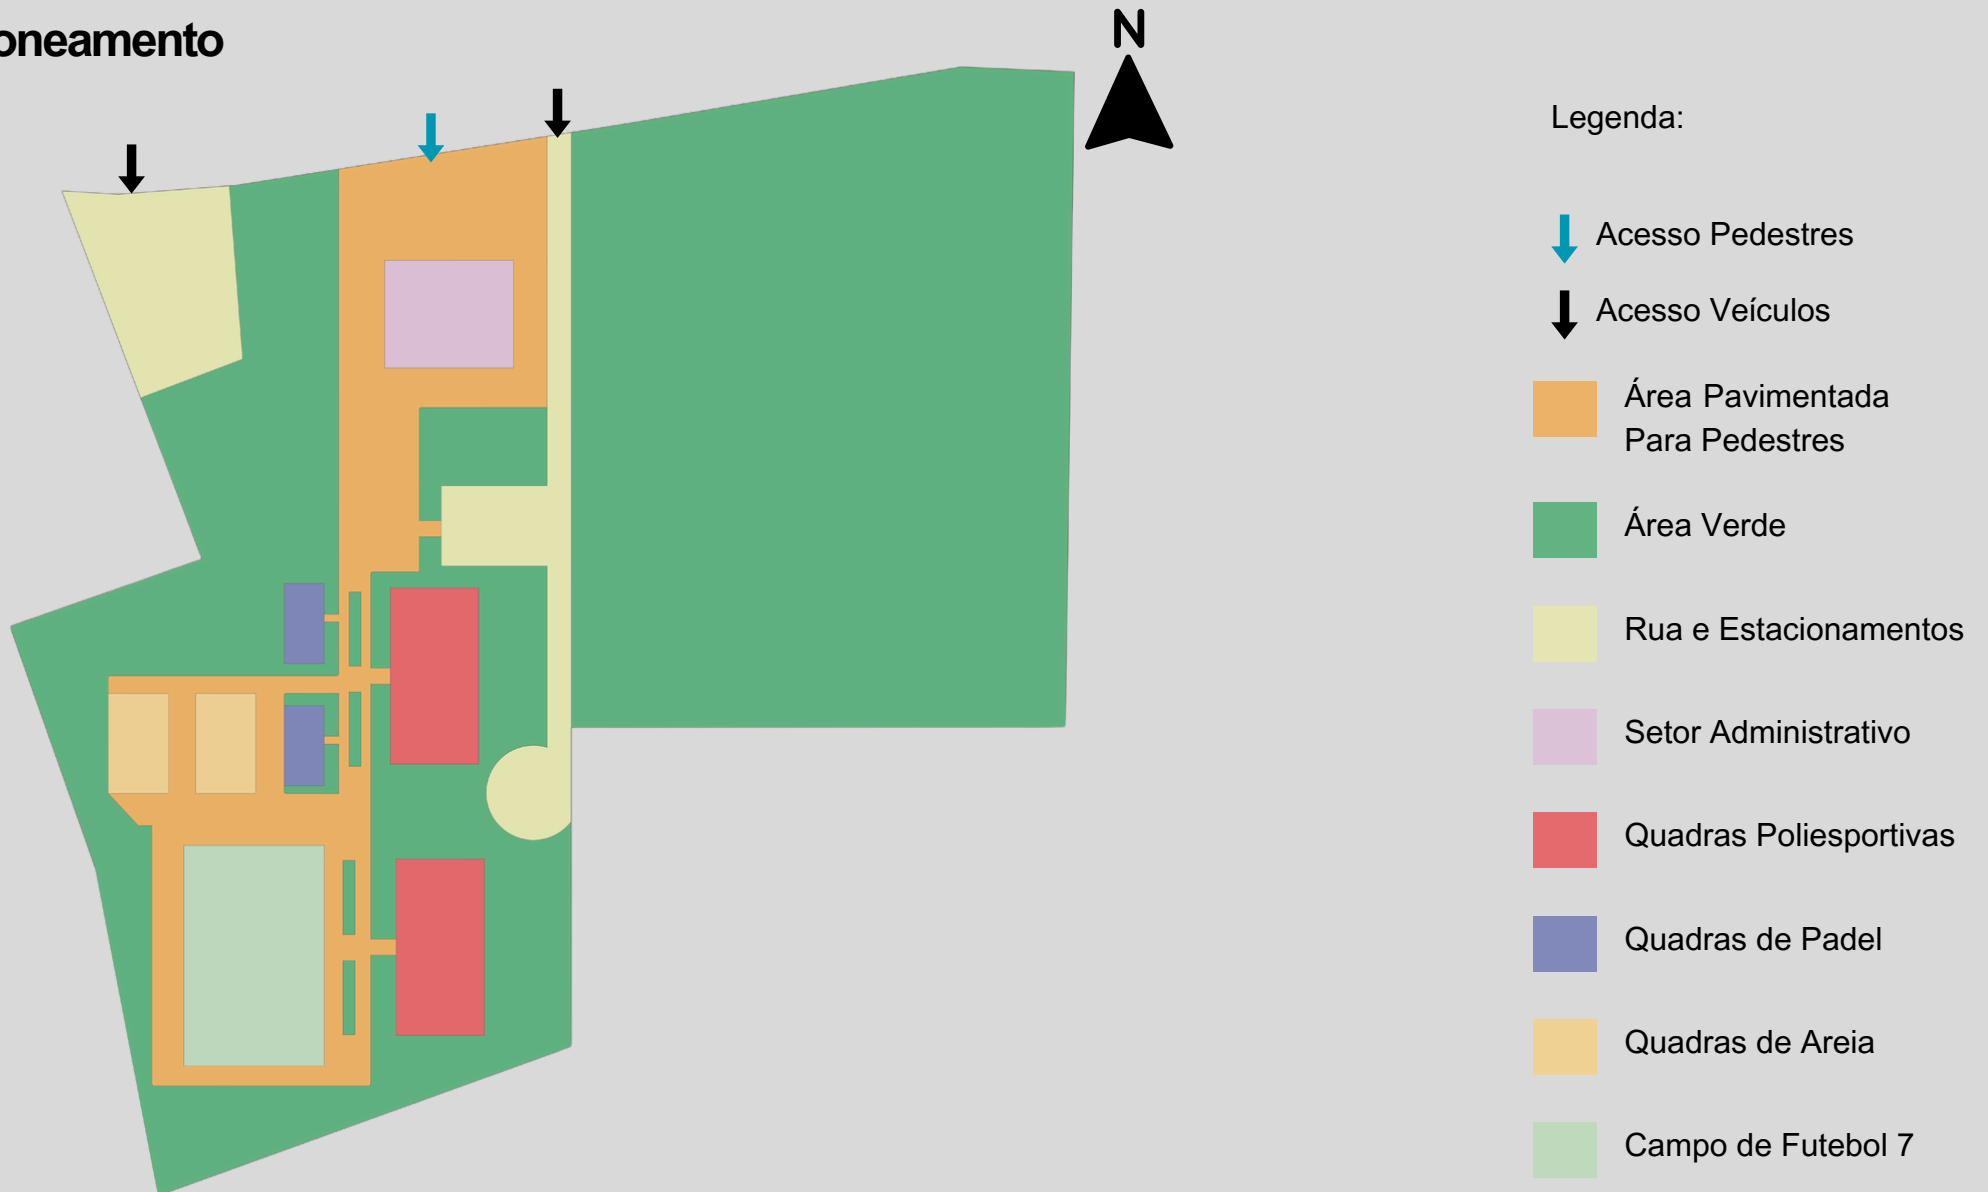 oneamento
N
Legenda:
Acesso Pedestres
Acesso Veículos
Área Pavimentada
Para Pedestres
Área Verde
Rua e Estacionamentos
Setor Administrativo
Quadras Poliesportivas
Quadras de Padel
Quadras de Areia
Campo de Futebol 7